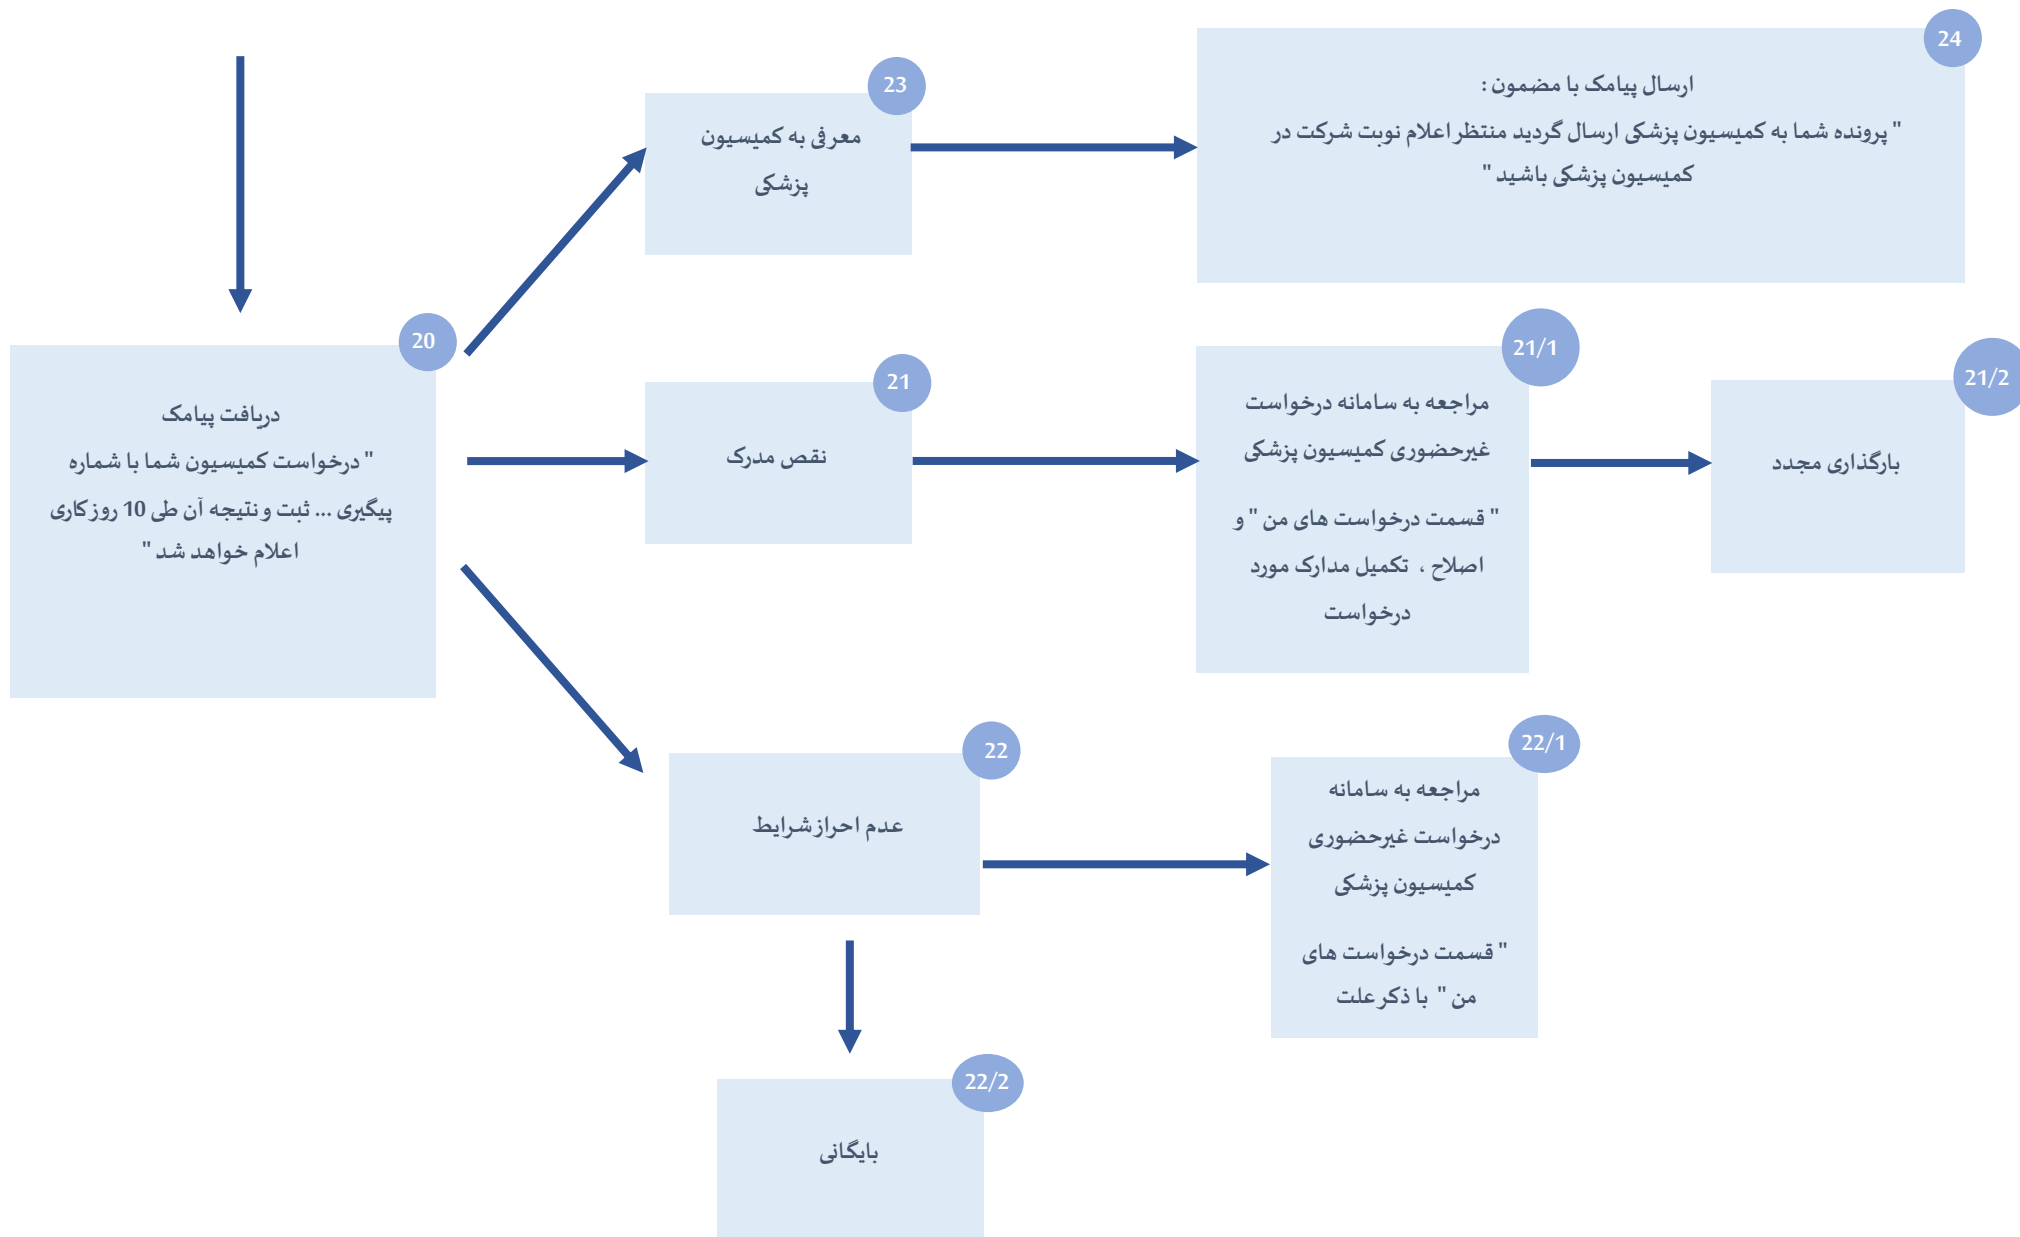 24
ارسال پیامک با مضمون :
" پرونده شما به کمیسیون پزشکی ارسال گردید منتظر اعلام نوبت شرکت در
کمیسیون پزشکی باشید "
23
معرفی به کمیسیون
پزشکی
20
دریافت پیامک
" درخواست کمیسیون شما با شماره
پیگیری ... ثبت و نتیجه آن طی 10 روز کاری
اعلام خواهد شد "
21
نقص مدرک
21/1
مراجعه به سامانه درخواست
غیرحضوری کمیسیون پزشکی
" قسمت درخواست های من " و
اصلاح ، تکمیل مدارک مورد
درخواست
21/2
بارگذاری مجدد
22
عدم احراز شرایط
22/1
مراجعه به سامانه
درخواست غیرحضوری
کمیسیون پزشکی
" قسمت درخواست های
من " با ذکر علت
22/2
بایگانی